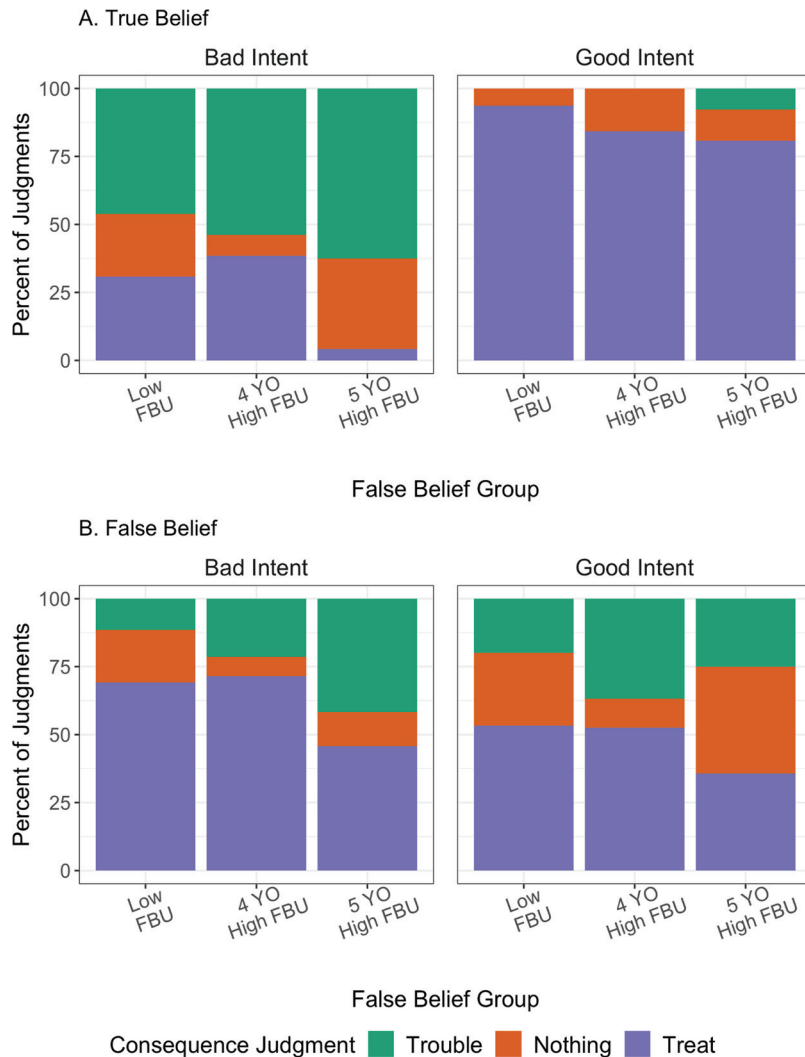 A. True Belief
Bad Intent
Good Intent
Percent of Judgments
100
75
50
25
0
Low
FBU
4 YO
High FBU
5 YO
High FBU
Low
FBU
4 YO
High FBU
5 YO
High FBU
False Belief Group
B. False Belief
Bad Intent
Good Intent
Percent of Judgments
100
75
50
25
0
Low
FBU
4 YO
High FBU
5 YO
High FBU
Low
FBU
4 YO
High FBU
5 YO
High FBU
False Belief Group
Consequence Judgment Trouble Nothing Treat